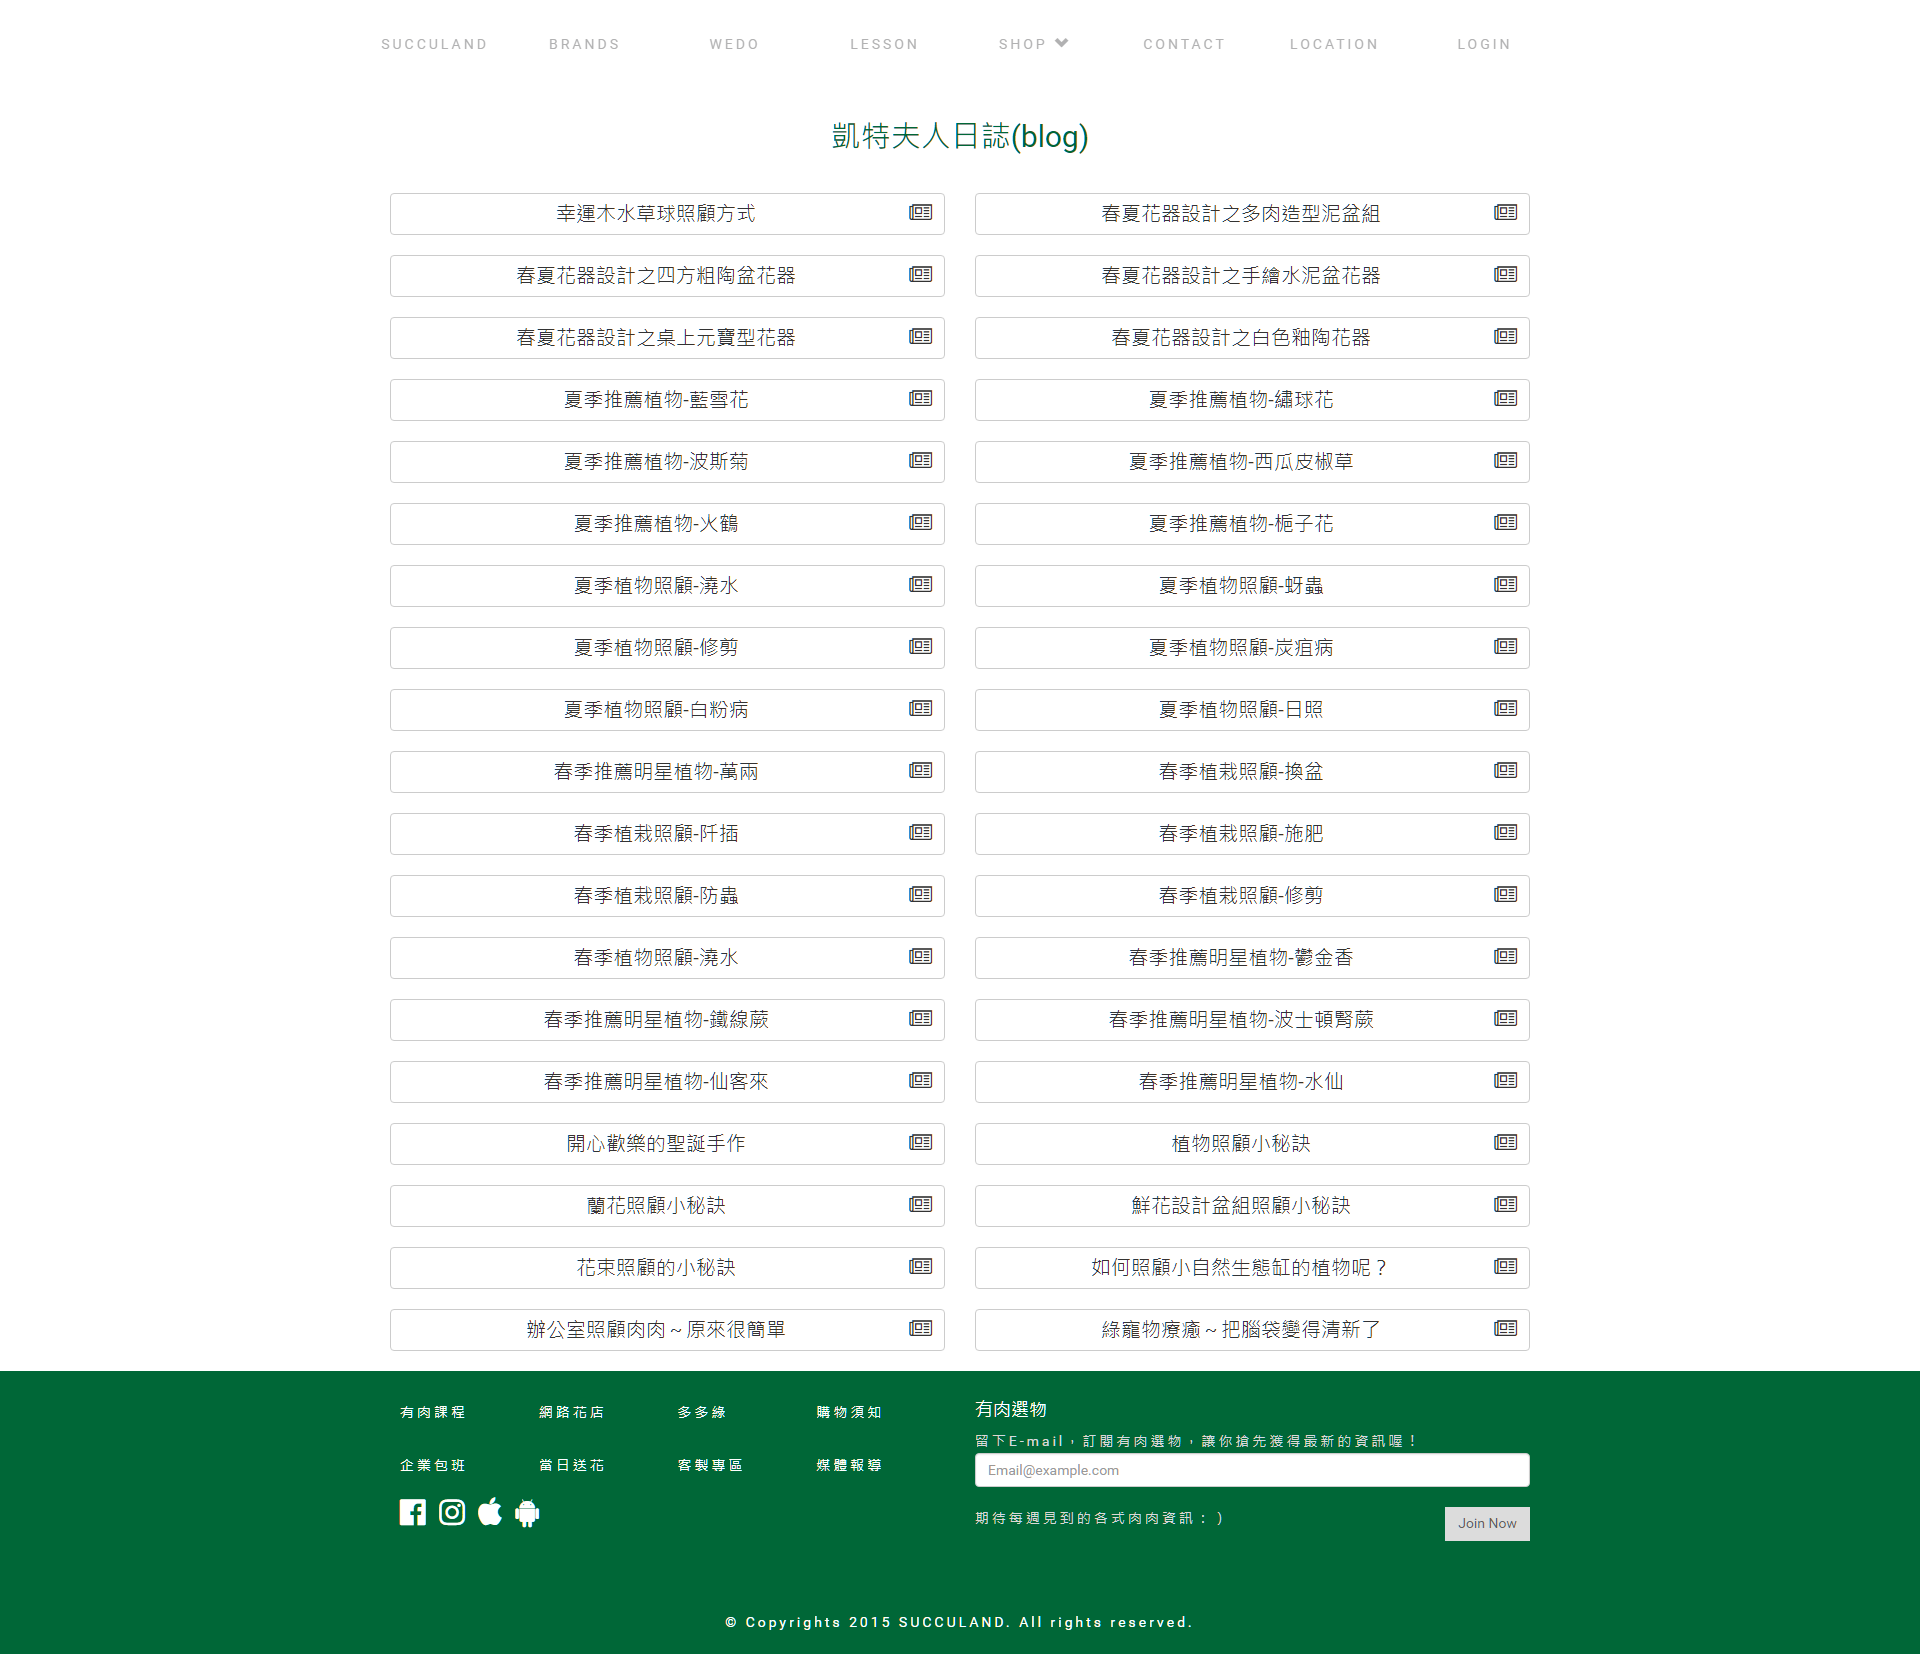 SUCCULAND BRANDS WEDO LESSON SHOP CONTACT LOCATION LOGIN
凱特夫人日誌(blog)
幸運木水草球照顧方式 春夏花器設計之多肉造型泥盆組
春夏花器設計之四方粗陶盆花器 春夏花器設計之手繪水泥盆花器
春夏花器設計之桌上元寶型花器 春夏花器設計之白色釉陶花器
夏季推薦植物-藍雪花 夏季推薦植物-繡球花
夏季推薦植物-波斯菊 夏季推薦植物-西瓜皮椒草
夏季推薦植物-火鶴 夏季推薦植物-梔子花
夏季植物照顧-澆水 夏季植物照顧-蚜蟲
夏季植物照顧-修剪 夏季植物照顧-炭疽病
夏季植物照顧-白粉病 夏季植物照顧-日照
春季推薦明星植物-萬兩 春季植栽照顧-換盆
春季植栽照顧-阡插 春季植栽照顧-施肥
春季植栽照顧-防蟲 春季植栽照顧-修剪
春季植物照顧-澆水 春季推薦明星植物-鬱金香
春季推薦明星植物-鐵線蕨 春季推薦明星植物-波士頓腎蕨
春季推薦明星植物-仙客來 春季推薦明星植物-水仙
開心歡樂的聖誕手作 植物照顧小秘訣
蘭花照顧小秘訣 鮮花設計盆組照顧小秘訣
花束照顧的小秘訣 如何照顧小自然生態缸的植物呢？
辦公室照顧肉肉～原來很簡單 綠寵物療癒～把腦袋變得清新了
有肉課程 網路花店 多多綠 購物須知
企業包班 當日送花 客製專區 媒體報導
有肉選物
留下E-mail，訂閱有肉選物，讓你搶先獲得最新的資訊喔！
Email@example.com
期待每週見到的各式肉肉資訊：)
Join Now
© Copyrights 2015 SUCCULAND. All rights reserved.